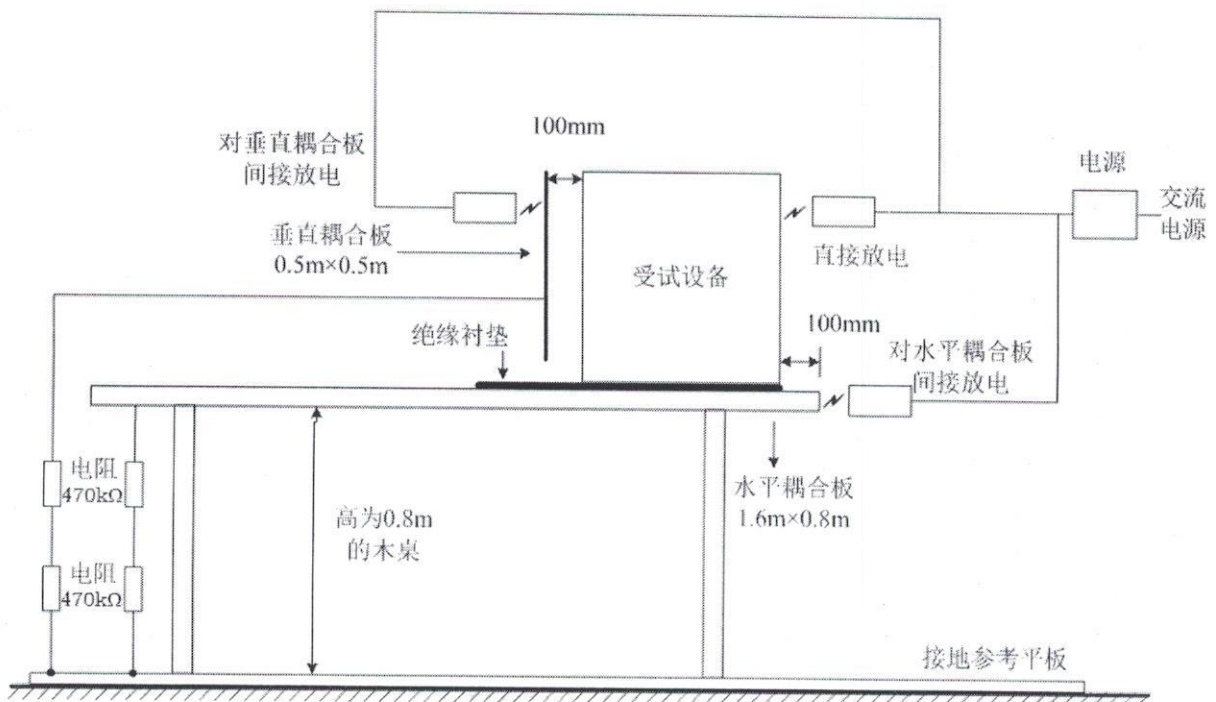 100mm
对垂直耦合板
间接放电
电源
交流
电源
垂直耦合板
0.5m×0.5m
直接放电
受试设备
100mm
绝缘衬垫
对水平耦合板
间接放电
电阻
470kΩ
水平耦合板
1.6m×0.8m
高为0.8m
的木桌
电阻
470kΩ
接地参考平板